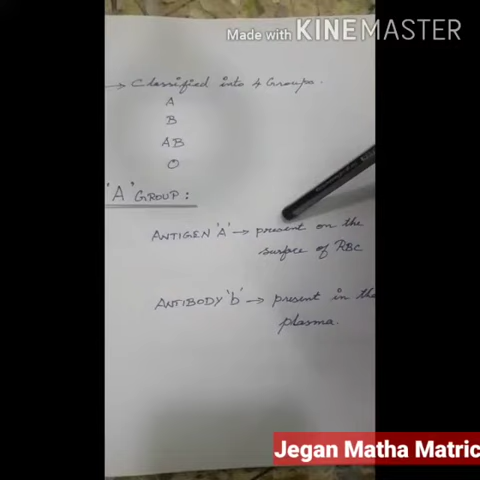 Made with KINEMASTER
→ Classified into 4 Groups.
A
B
AB
O
'A' GROUP:
ANTIGEN 'A' → present on the
surface of RBC
ANTIBODY 'b' → present in the
plasma.
Jegan Matha Matric